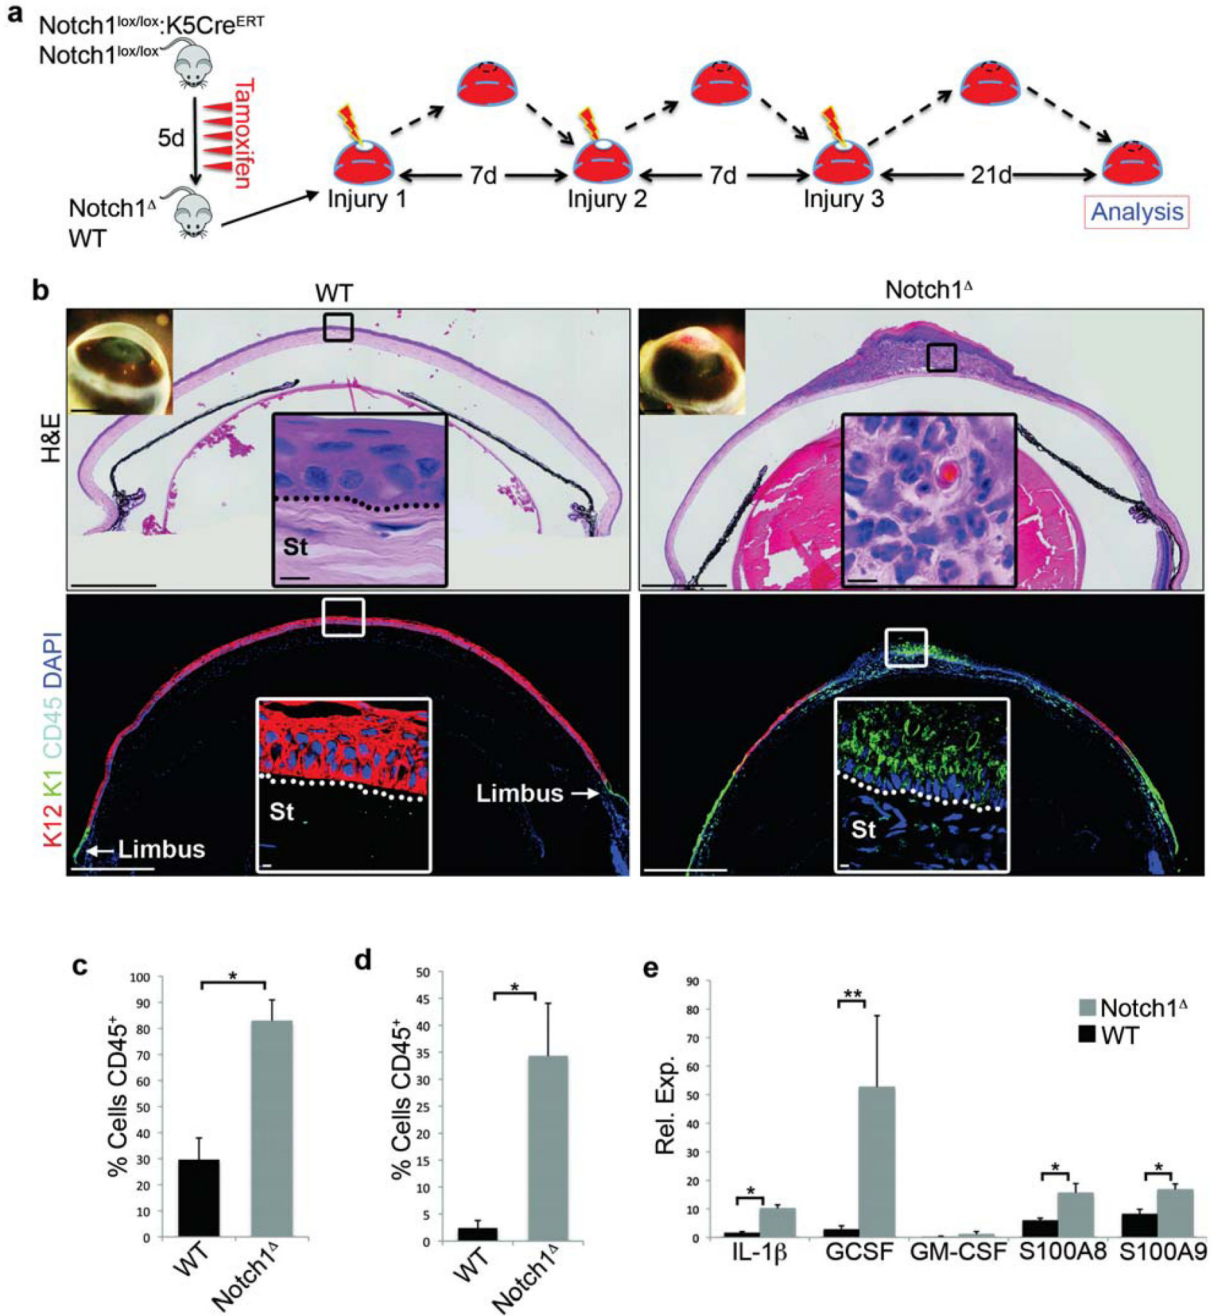 a
Notch1lox/lox:K5CreERT
Notch1lox/lox
5d
Tamoxifen
Notch1Δ
WT
Injury 1
7d
Injury 2
7d
Injury 3
21d
Analysis
b
WT
Notch1Δ
H&E
St
K12 K1 CD45 DAPI
Limbus
St
Limbus
St
c
% Cells CD45+
100
90
80
70
60
50
40
30
20
10
0
*
WT
Notch1Δ
d
% Cells CD45+
50
45
40
35
30
25
20
15
10
5
0
*
WT
Notch1Δ
e
Rel. Exp.
90
80
70
60
50
40
30
20
10
0
*
**
*
*
Notch1Δ
WT
IL-1β
GCSF
GM-CSF
S100A8
S100A9